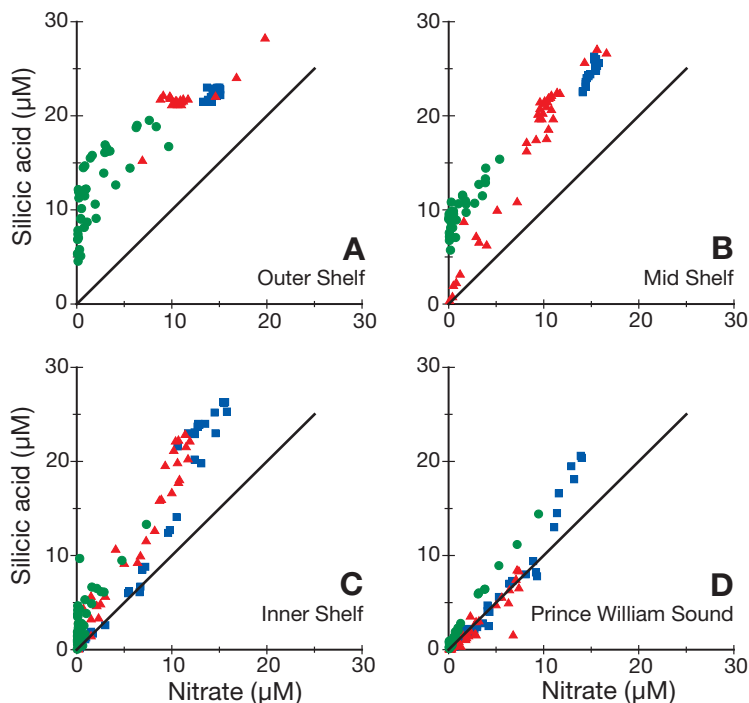 30
20
10
0
Silicic acid (µM)
0
10
20
30
A
Outer Shelf
30
20
10
0
0
10
20
30
B
Mid Shelf
30
20
10
0
Silicic acid (µM)
0
10
20
30
C
Inner Shelf
Nitrate (µM)
30
20
10
0
0
10
20
30
D
Prince William Sound
Nitrate (µM)